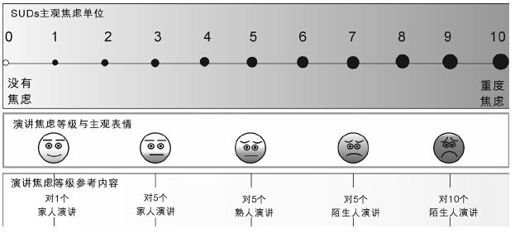 SUDs主观焦虑单位
0 1 2 3 4 5 6 7 8 9 10
没有 重度
焦虑 焦虑
演讲焦虑等级与主观表情
演讲焦虑等级参考内容
对1个 对5个 对5个 对5个 对10个
家人演讲 家人演讲 熟人演讲 陌生人演讲 陌生人演讲